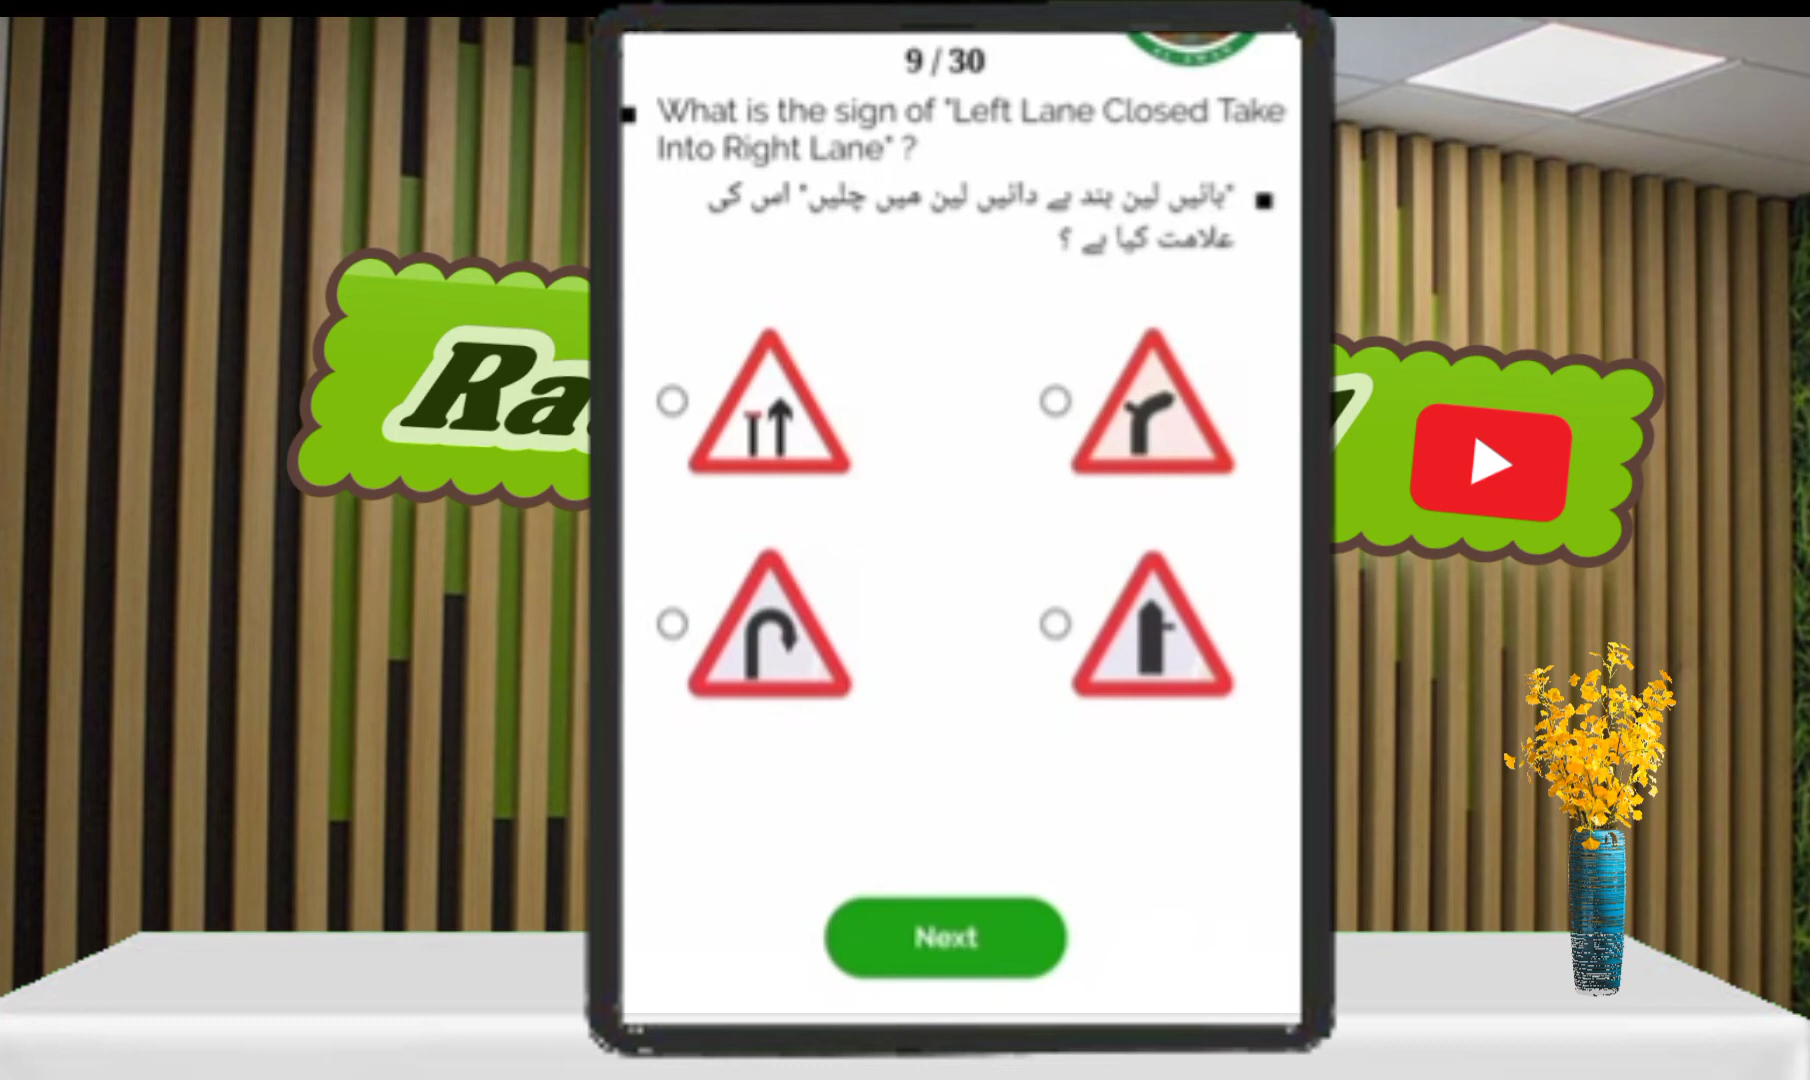 9 / 30
What is the sign of "Left Lane Closed Take
Into Right Lane" ?
"بائیں لین بند ہے دائیں لین میں چلیں" اس کی
علامت کیا ہے ؟
Ra
Next